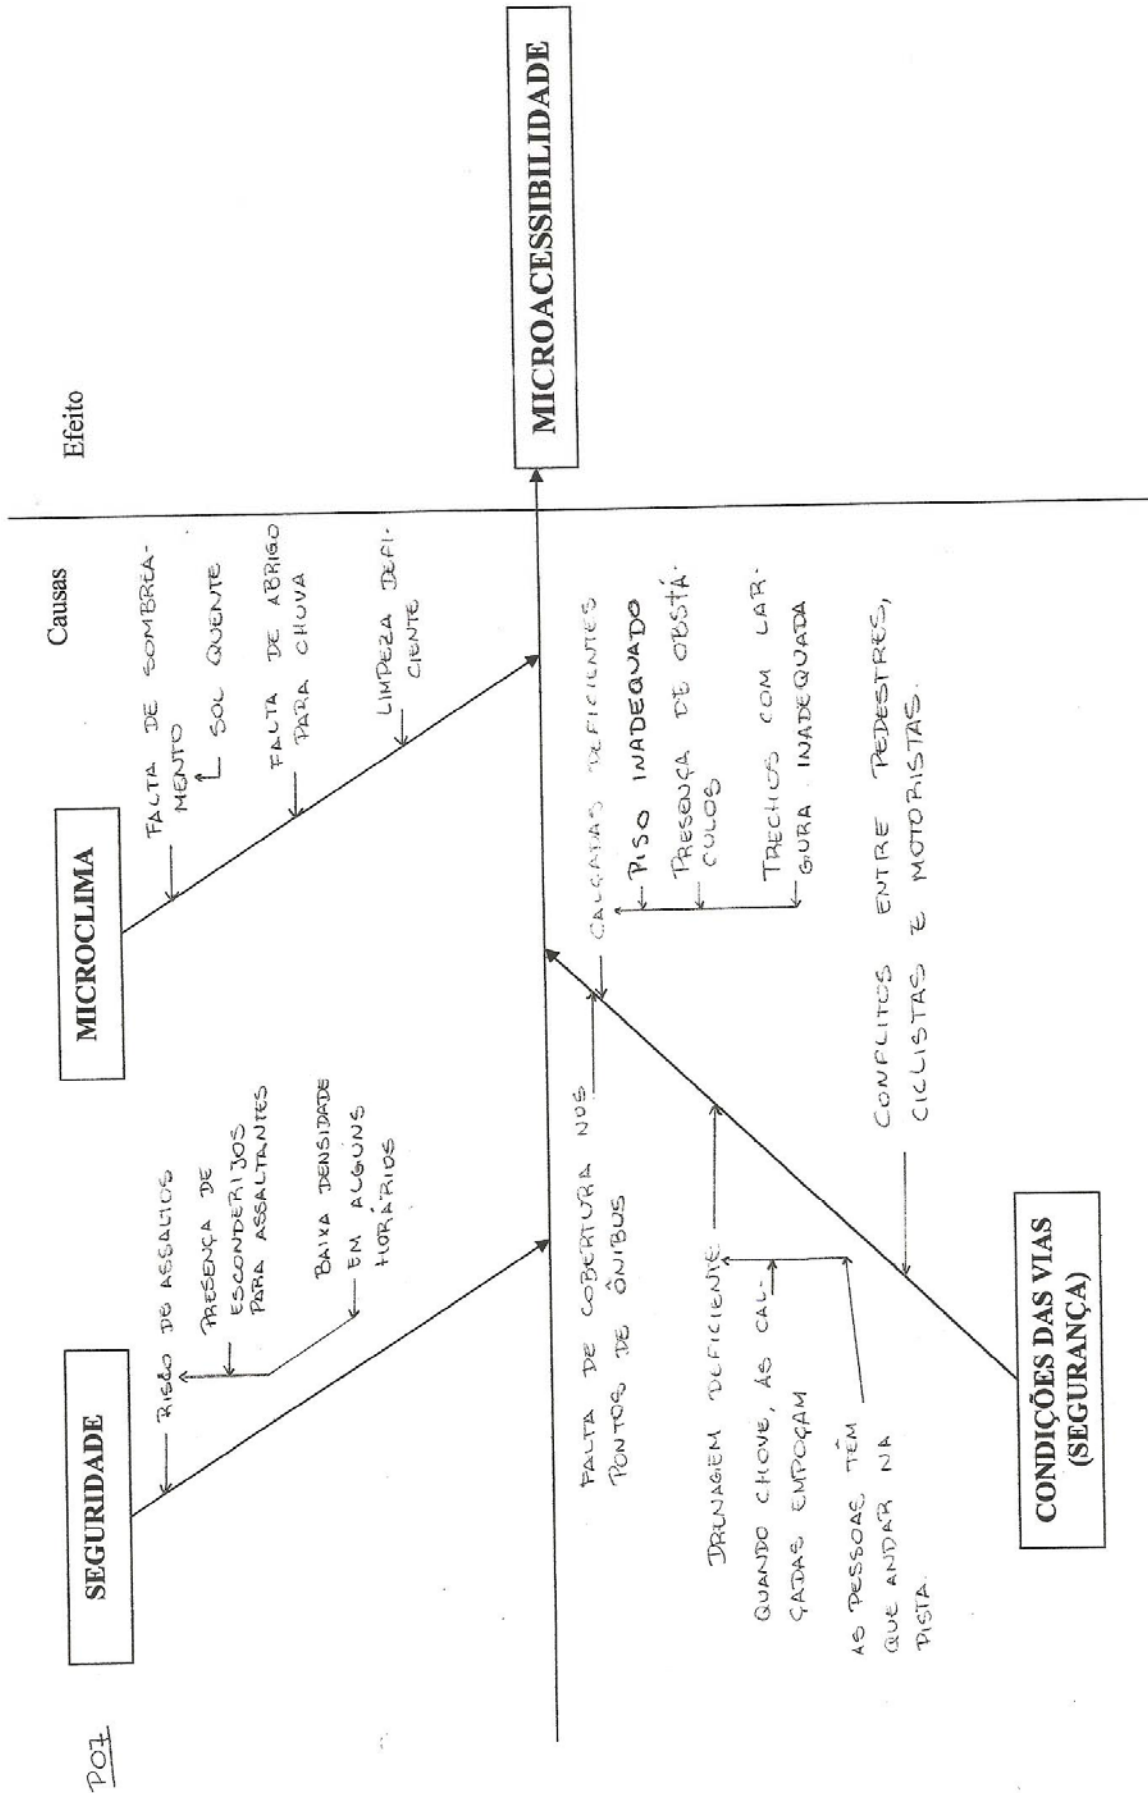 P07
Causas
Efeito
SEGURIDADE
RISCO DE ASSALTOS
PRESENÇA DE
ESCONDERIJOS
PARA ASSALTANTES
BAIXA DENSIDADE
EM ALGUNS
HORÁRIOS
MICROCLIMA
FALTA DE SOMBREA-
MENTO
SOL QUENTE
FALTA DE ABRIGO
PARA CHUVA
LIMPEZA DEFI-
CIENTE
MICROACESSIBILIDADE
FALTA DE COBERTURA NOS
PONTOS DE ÔNIBUS
CALÇADAS DEFICIENTES
PISO INADEQUADO
PRESENÇA DE OBSTÁ-
CULOS
TRECHOS COM LAR-
GURA INADEQUADA
DRENAGEM DEFICIENTE
QUANDO CHOVE, AS CAL-
ÇADAS EMPOÇAM
AS PESSOAS TÊM
QUE ANDAR NA
PISTA.
CONFLITOS ENTRE PEDESTRES,
CICLISTAS E MOTORISTAS.
CONDIÇÕES DAS VIAS
(SEGURANÇA)